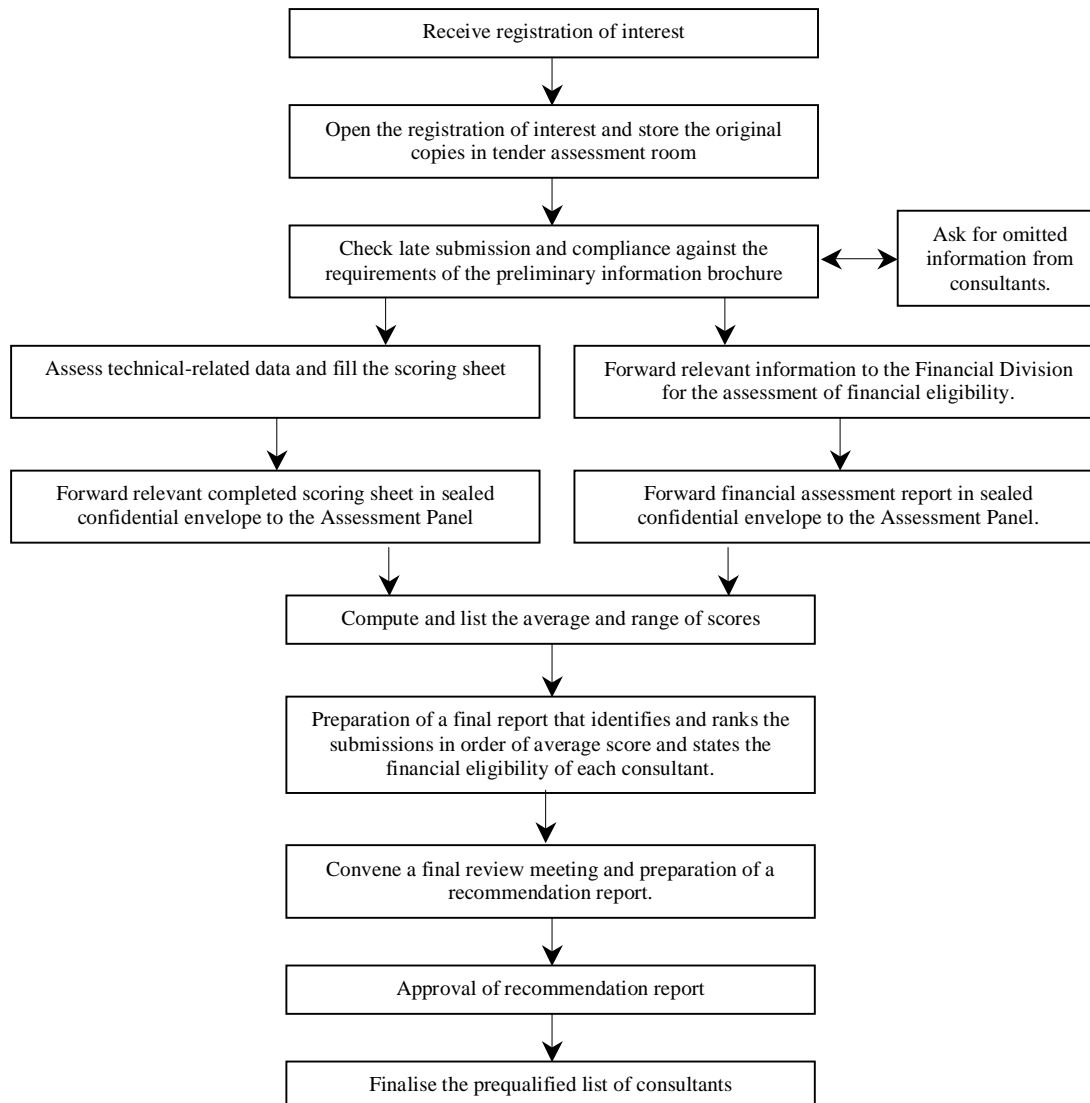 Receive registration of interest
Open the registration of interest and store the original
copies in tender assessment room
Check late submission and compliance against the
requirements of the preliminary information brochure
Ask for omitted
information from
consultants.
Assess technical-related data and fill the scoring sheet
Forward relevant information to the Financial Division
for the assessment of financial eligibility.
Forward relevant completed scoring sheet in sealed
confidential envelope to the Assessment Panel
Forward financial assessment report in sealed
confidential envelope to the Assessment Panel.
Compute and list the average and range of scores
Preparation of a final report that identifies and ranks the
submissions in order of average score and states the
financial eligibility of each consultant.
Convene a final review meeting and preparation of a
recommendation report.
Approval of recommendation report
Finalise the prequalified list of consultants